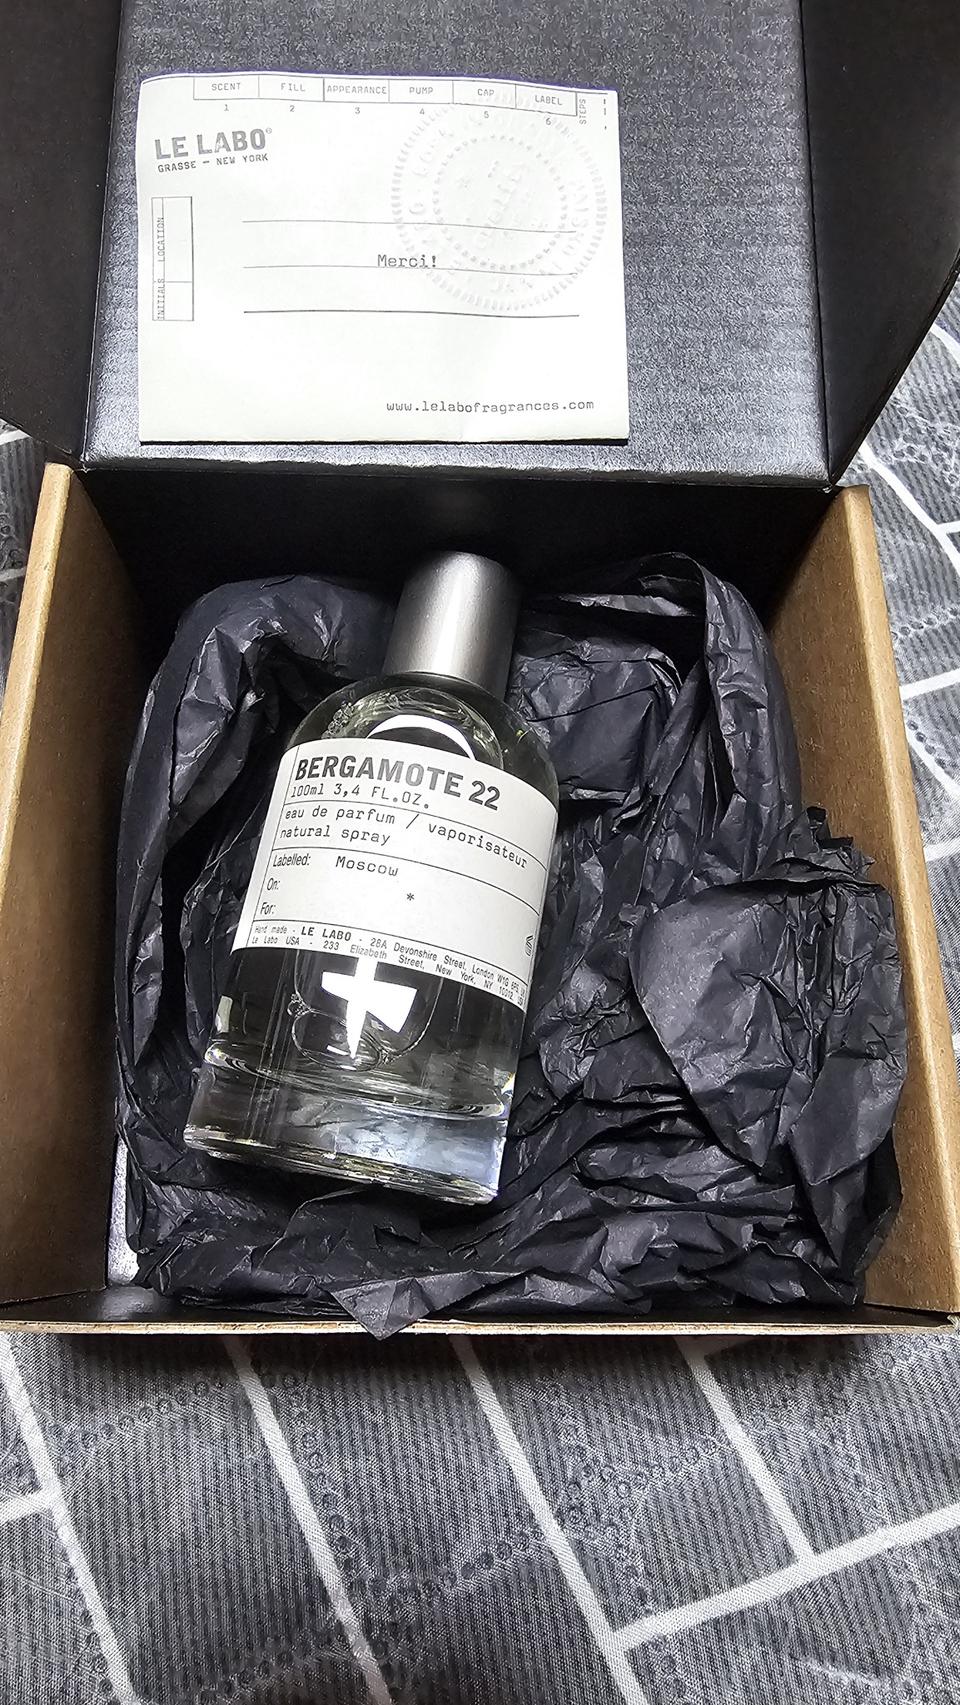 SCENT FILL APPEARANCE PUMP CAP LABEL
1 2 3 4 5 6 STEPS
LE LABO®
GRASSE - NEW YORK
LOCATION
INITIALS
Merci!
www.lelabofragrances.com
BERGAMOTE 22
100ml 3,4 FL.OZ.
eau de parfum / vaporisateur
natural spray
Labelled: Moscow
On: *
For:
Hand made - LE LABO - 28A Devonshire Street, London W1G 6PS
Le Labo USA - 233 Elizabeth Street, New York, NY 10012